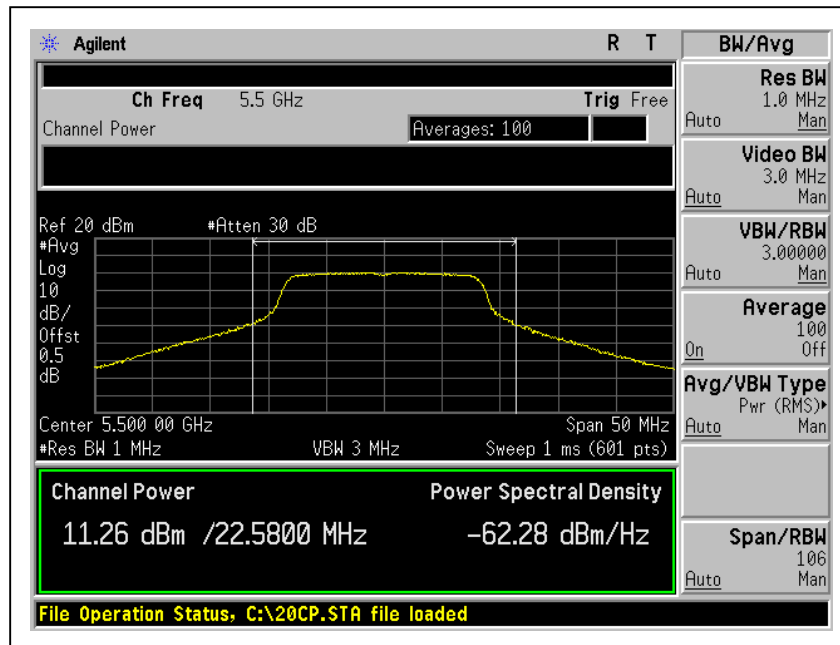 Agilent R T
Ch Freq 5.5 GHz Trig Free
Channel Power Averages: 100
Ref 20 dBm #Atten 30 dB
#Avg
Log
10
dB/
Offst
0.5
dB
Center 5.500 00 GHz Span 50 MHz
#Res BW 1 MHz VBW 3 MHz Sweep 1 ms (601 pts)
Channel Power Power Spectral Density
11.26 dBm /22.5800 MHz -62.28 dBm/Hz
File Operation Status, C:\20CP.STA file loaded
BW/Avg
Res BW
1.0 MHz
Auto Man
Video BW
3.0 MHz
Auto Man
VBW/RBW
3.00000
Auto Man
Average
100
On Off
Avg/VBW Type
Pwr (RMS)▸
Auto Man
Span/RBW
106
Auto Man